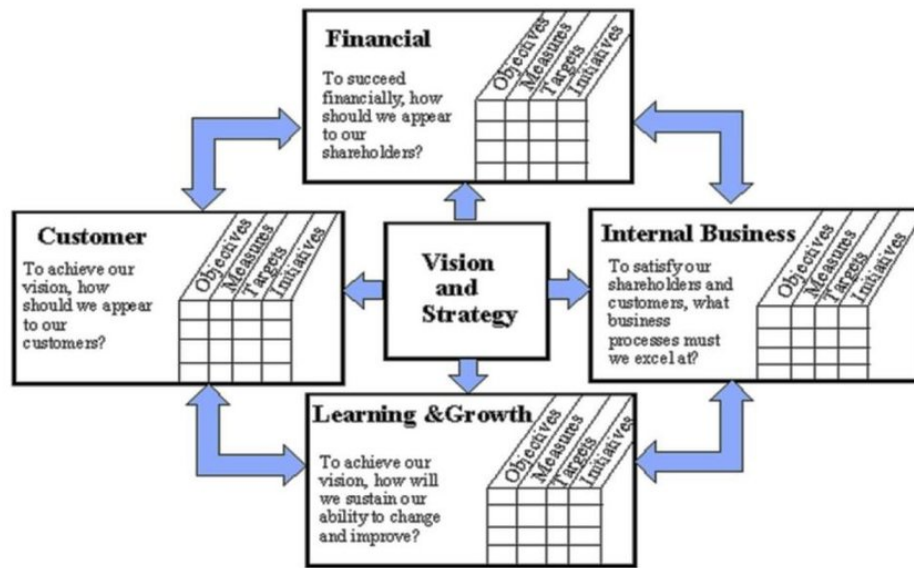 Financial
To succeed
financially, how
should we appear
to our
shareholders?
Objectives
Measures
Targets
Initiatives
Customer
To achieve our
vision, how
should we appear
to our
customers?
Objectives
Measures
Targets
Initiatives
Vision
and
Strategy
Internal Business
To satisfy our
shareholders and
customers, what
business
processes must
we excel at?
Objectives
Measures
Targets
Initiatives
Learning &Growth
To achieve our
vision, how will
we sustain our
ability to change
and improve?
Objectives
Measures
Targets
Initiatives